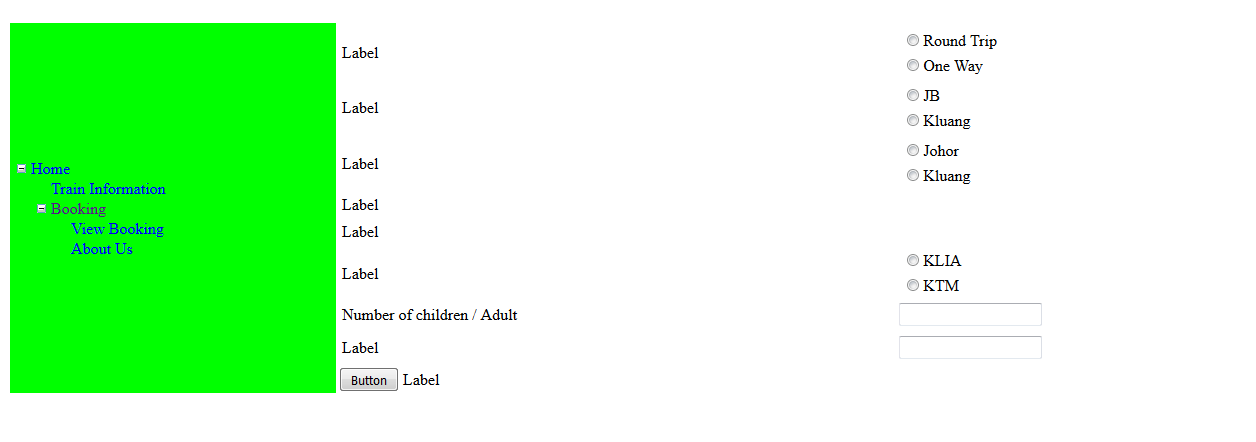 Home
Train Information
Booking
View Booking
About Us
Label
Round Trip
One Way
Label
JB
Kluang
Label
Johor
Kluang
Label
Label
Label
KLIA
KTM
Number of children / Adult
Label
Button Label